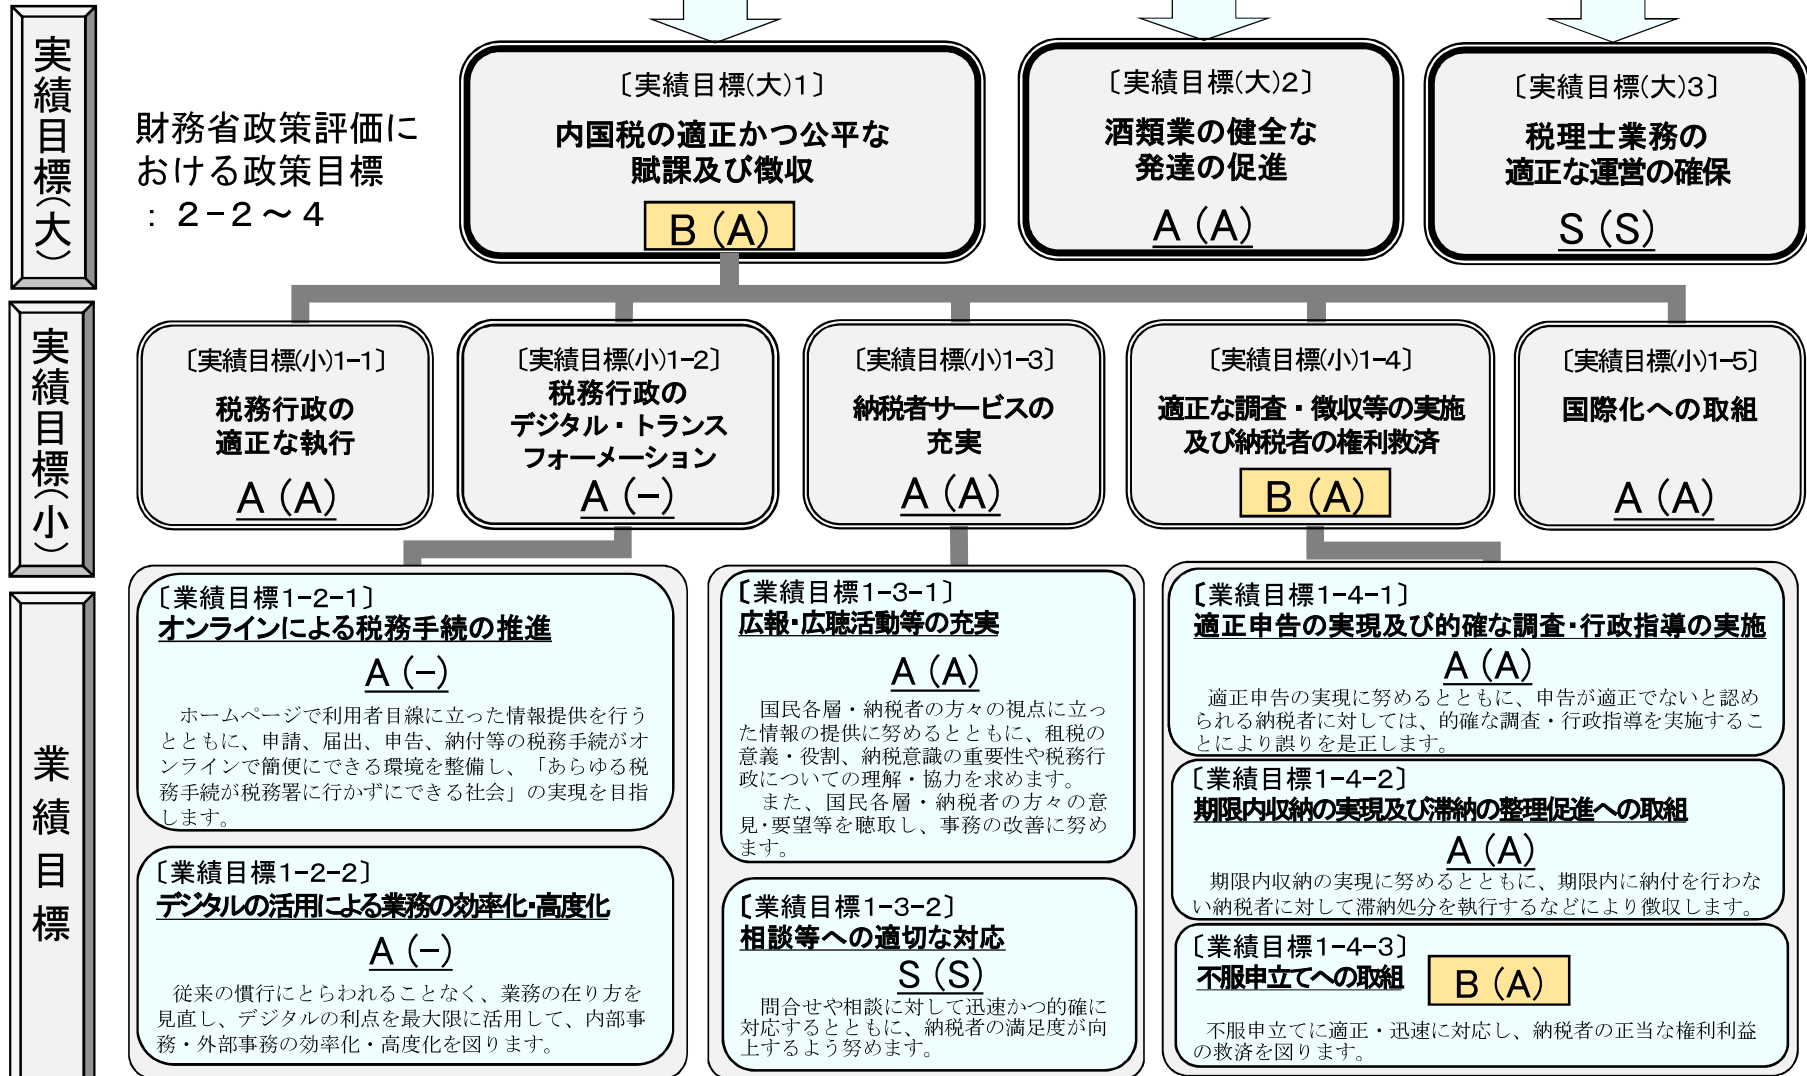 実績目標(大)
財務省政策評価に
おける政策目標
：２-２～４
〔実績目標(大)1〕
内国税の適正かつ公平な
賦課及び徴収
B (A)
〔実績目標(大)2〕
酒類業の健全な
発達の促進
A (A)
〔実績目標(大)3〕
税理士業務の
適正な運営の確保
S (S)
実績目標(小)
〔実績目標(小)1-1〕
税務行政の
適正な執行
A (A)
〔実績目標(小)1-2〕
税務行政の
デジタル・トランス
フォーメーション
A (-)
〔実績目標(小)1-3〕
納税者サービスの
充実
A (A)
〔実績目標(小)1-4〕
適正な調査・徴収等の実施
及び納税者の権利救済
B (A)
〔実績目標(小)1-5〕
国際化への取組
A (A)
業績目標
〔業績目標1-2-1〕
オンラインによる税務手続の推進
A (-)
ホームページで利用者目線に立った情報提供を行う
とともに、申請、届出、申告、納付等の税務手続がオ
ンラインで簡便にできる環境を整備し、「あらゆる税
務手続が税務署に行かずにできる社会」の実現を目指
します。
〔業績目標1-2-2〕
デジタルの活用による業務の効率化・高度化
A (-)
従来の慣行にとらわれることなく、業務の在り方を
見直し、デジタルの利点を最大限に活用して、内部事
務・外部事務の効率化・高度化を図ります。
〔業績目標1-3-1〕
広報・広聴活動等の充実
A (A)
国民各層・納税者の方々の視点に立っ
た情報の提供に努めるとともに、租税の
意義・役割、納税意識の重要性や税務行
政についての理解・協力を求めます。
また、国民各層・納税者の方々の意
見・要望等を聴取し、事務の改善に努め
ます。
〔業績目標1-3-2〕
相談等への適切な対応
S (S)
問合せや相談に対して迅速かつ的確に
対応するとともに、納税者の満足度が向
上するよう努めます。
〔業績目標1-4-1〕
適正申告の実現及び的確な調査・行政指導の実施
A (A)
適正申告の実現に努めるとともに、申告が適正でないと認め
られる納税者に対しては、的確な調査・行政指導を実施するこ
とにより誤りを是正します。
〔業績目標1-4-2〕
期限内収納の実現及び滞納の整理促進への取組
A (A)
期限内収納の実現に努めるとともに、期限内に納付を行わな
い納税者に対して滞納処分を執行するなどにより徴収します。
〔業績目標1-4-3〕
不服申立てへの取組
B (A)
不服申立てに適正・迅速に対応し、納税者の正当な権利利益
の救済を図ります。